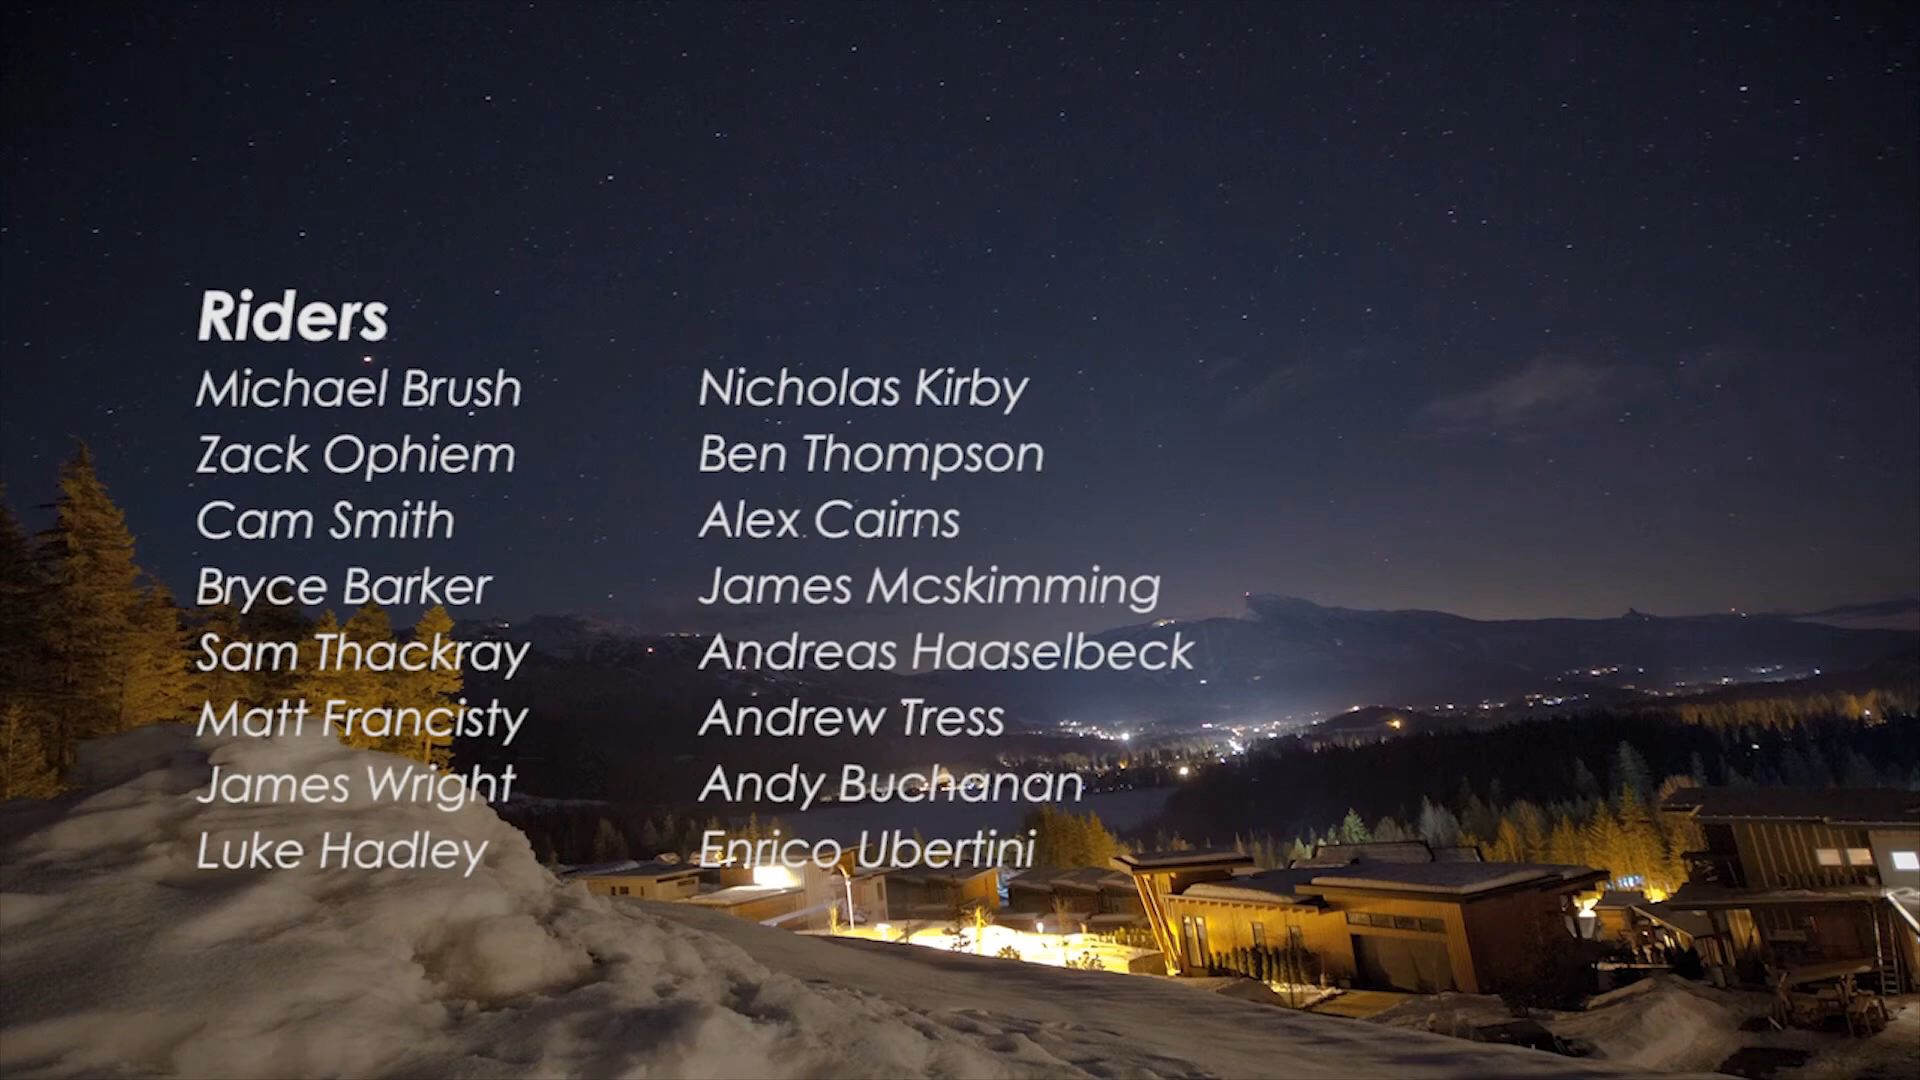 Riders
Michael Brush
Zack Ophiem
Cam Smith
Bryce Barker
Sam Thackray
Matt Francisty
James Wright
Luke Hadley
Nicholas Kirby
Ben Thompson
Alex Cairns
James Mcskimming
Andreas Haaselbeck
Andrew Tress
Andy Buchanan
Enrico Ubertini